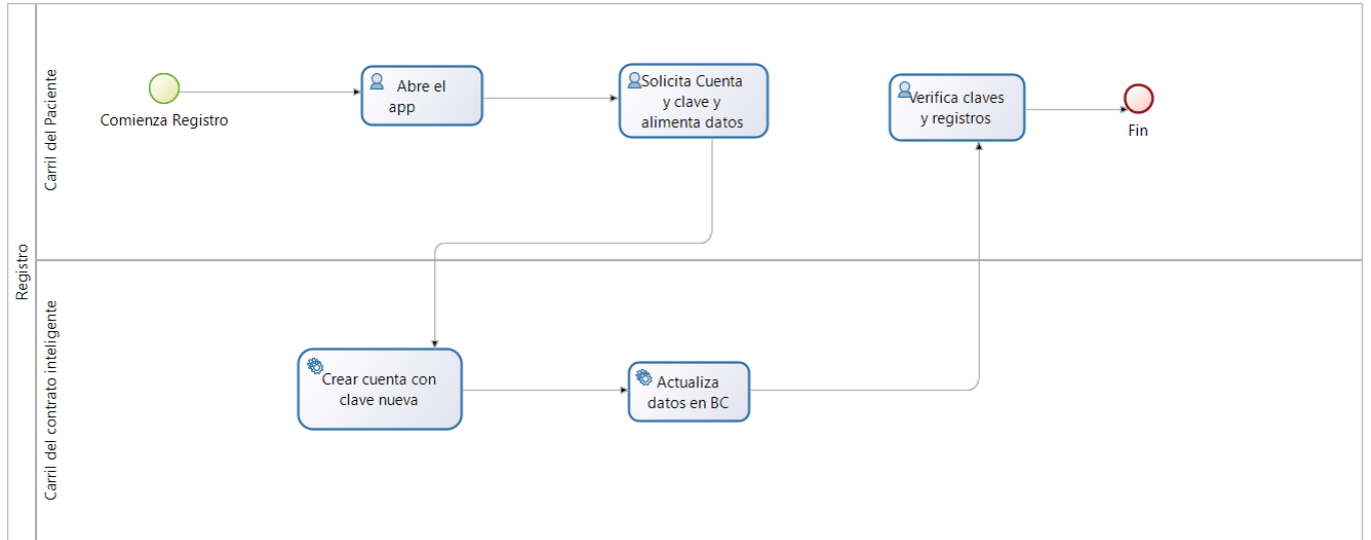 Registro
Carril del Paciente
Comienza Registro
Abre el
app
Solicita Cuenta
y clave y
alimenta datos
Verifica claves
y registros
Fin
Carril del contrato inteligente
Crear cuenta con
clave nueva
Actualiza
datos en BC